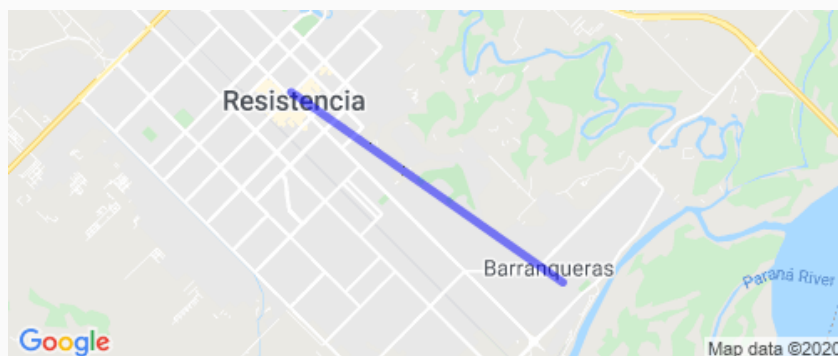 Resistencia
Barranqueras
Paraná River
Google
Map data ©2020